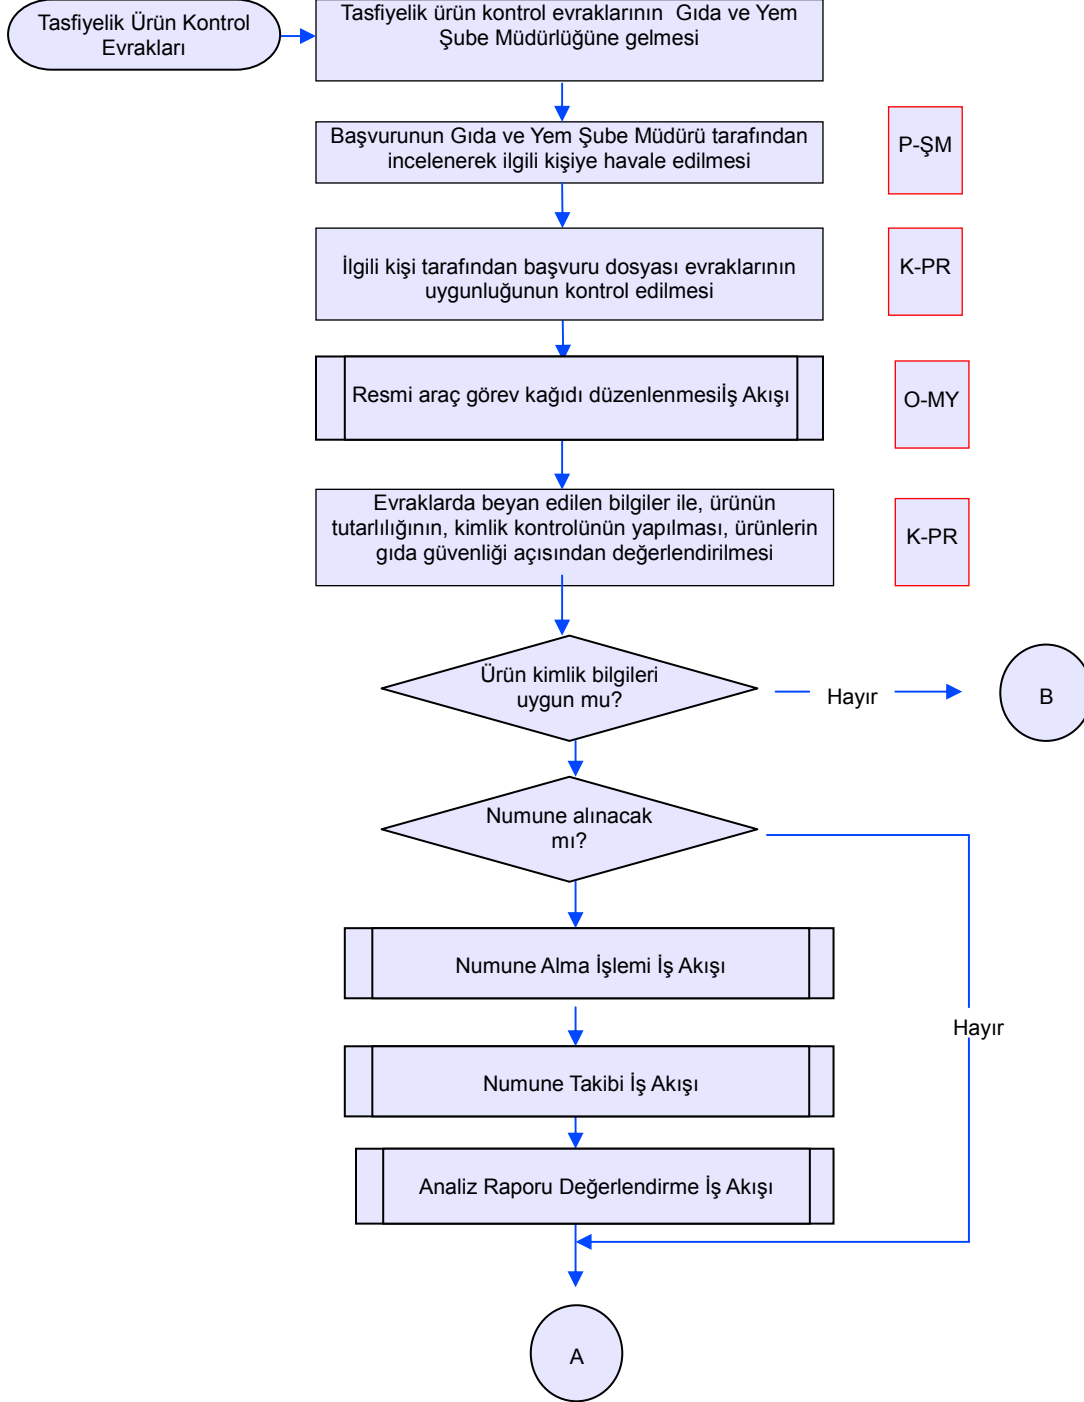 Tasfiyelik Ürün Kontrol
Evrakları
Tasfiyelik ürün kontrol evraklarının  Gıda ve Yem
Şube Müdürlüğüne gelmesi
Başvurunun Gıda ve Yem Şube Müdürü tarafından
incelenerek ilgili kişiye havale edilmesi
P-ŞM
İlgili kişi tarafından başvuru dosyası evraklarının
uygunluğunun kontrol edilmesi
K-PR
Resmi araç görev kağıdı düzenlenmesiİş Akışı
O-MY
Evraklarda beyan edilen bilgiler ile, ürünün
tutarlılığının, kimlik kontrolünün yapılması, ürünlerin
gıda güvenliği açısından değerlendirilmesi
K-PR
Ürün kimlik bilgileri
uygun mu?
Hayır
B
Numune alınacak
mı?
Numune Alma İşlemi İş Akışı
Hayır
Numune Takibi İş Akışı
Analiz Raporu Değerlendirme İş Akışı
A